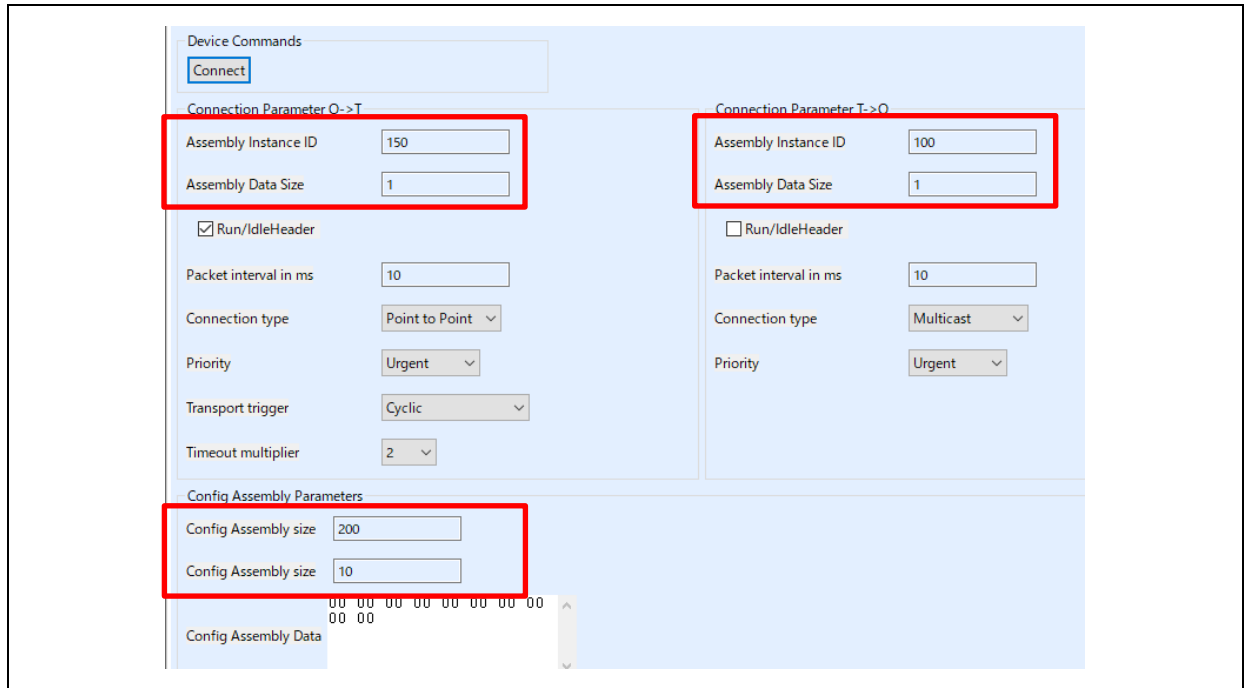 Device Commands
Connect
Connection Parameter O->T
Assembly Instance ID 150
Assembly Data Size 1
Run/IdleHeader
Packet interval in ms 10
Connection type Point to Point
Priority Urgent
Transport trigger Cyclic
Timeout multiplier 2
Connection Parameter T->O
Assembly Instance ID 100
Assembly Data Size 1
Run/IdleHeader
Packet interval in ms 10
Connection type Multicast
Priority Urgent
Config Assembly Parameters
Config Assembly size 200
Config Assembly size 10
Config Assembly Data
00 00 00 00 00 00 00 00
00 00